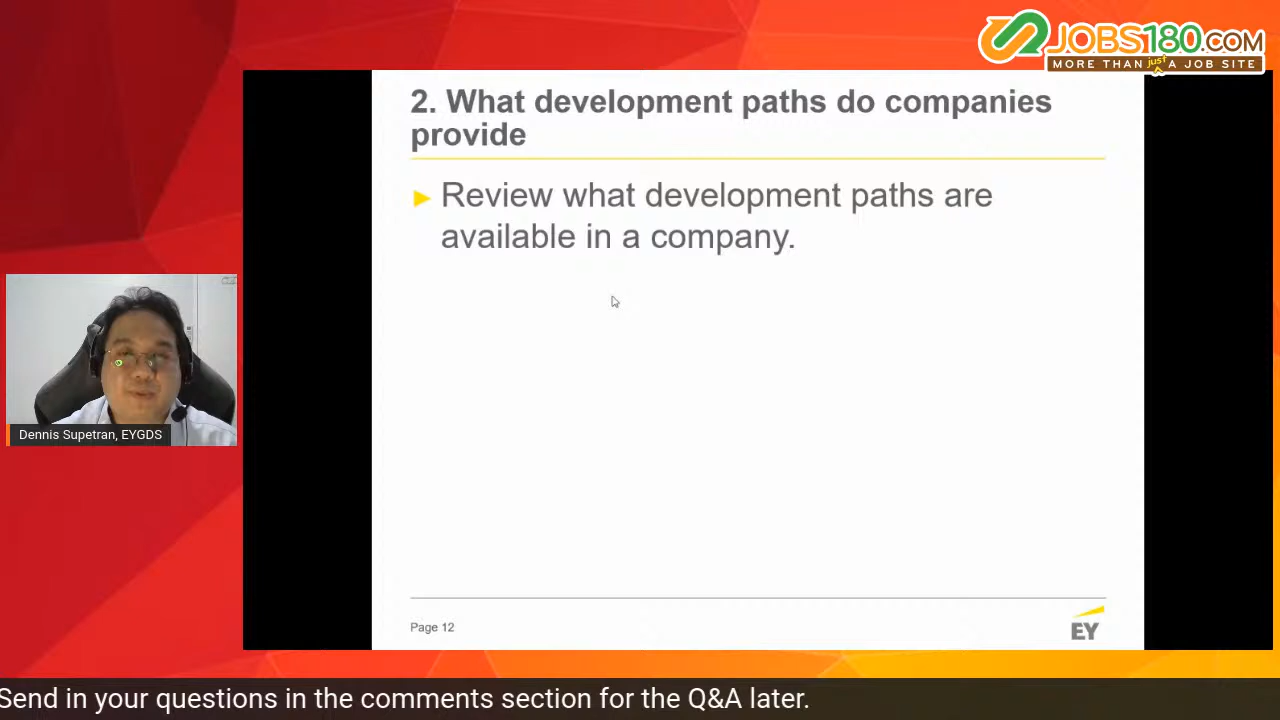 JOBS180.COM
MORE THAN just A JOB SITE
2. What development paths do companies
provide
► Review what development paths are
available in a company.
Dennis Supetran, EYGDS
Page 12
EY
Send in your questions in the comments section for the Q&A later.